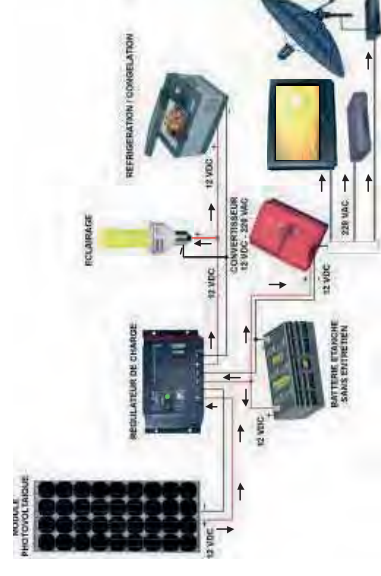 MODULE
PHOTOVOLTAIQUE
12 VDC
REGULATEUR DE CHARGE
ECLAIRAGE
REFRIGERATION / CONGELATION
12 VDC
12 VDC
CONVERTISSEUR
12 VDC - 220 VAC
12 VDC
220 VAC
12 VDC
BATTERIE ETANCHE
SANS ENTRETIEN